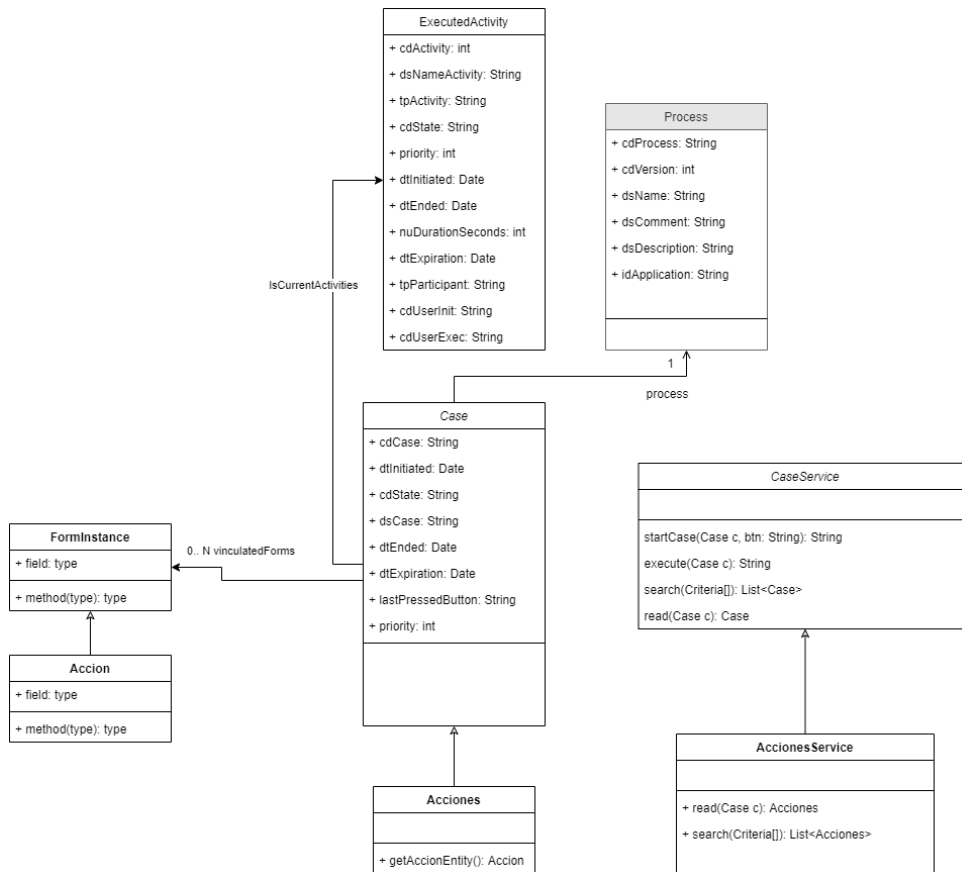 ExecutedActivity
+ cdActivity: int
+ dsNameActivity: String
+ tpActivity: String
+ cdState: String
+ priority: int
+ dtInitiated: Date
+ dtEnded: Date
+ nuDurationSeconds: int
+ dtExpiration: Date
+ tpParticipant: String
+ cdUserInit: String
+ cdUserExec: String
Process
+ cdProcess: String
+ cdVersion: int
+ dsName: String
+ dsComment: String
+ dsDescription: String
+ idApplication: String
lsCurrentActivities
1
process
Case
+ cdCase: String
+ dtInitiated: Date
+ cdState: String
+ dsCase: String
+ dtEnded: Date
+ dtExpiration: Date
+ lastPressedButton: String
+ priority: int
CaseService
startCase(Case c, btn: String): String
execute(Case c): String
search(Criteria[]): List<Case>
read(Case c): Case
FormInstance
+ field: type
+ method(type): type
0.. N vinculatedForms
Accion
+ field: type
+ method(type): type
Acciones
+ getAccionEntity(): Accion
AccionesService
+ read(Case c): Acciones
+ search(Criteria[]): List<Acciones>